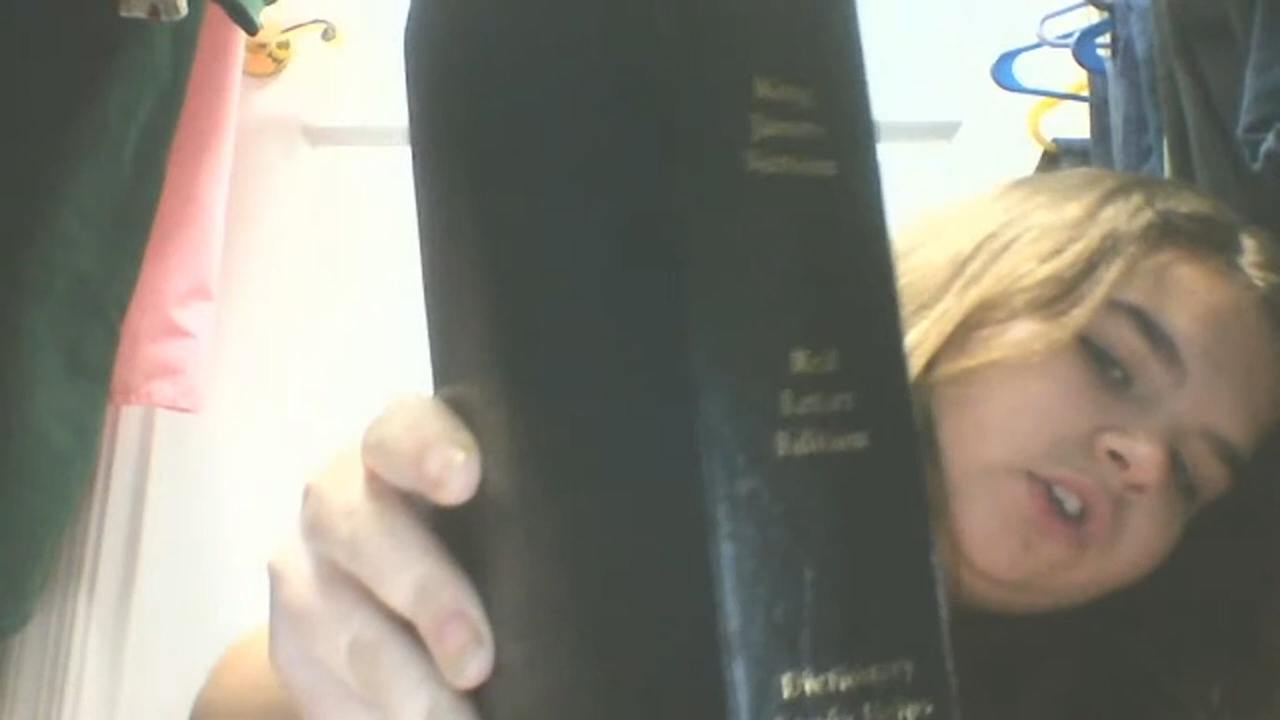 King
James
Version
Red
Letter
Edition
Dictionary